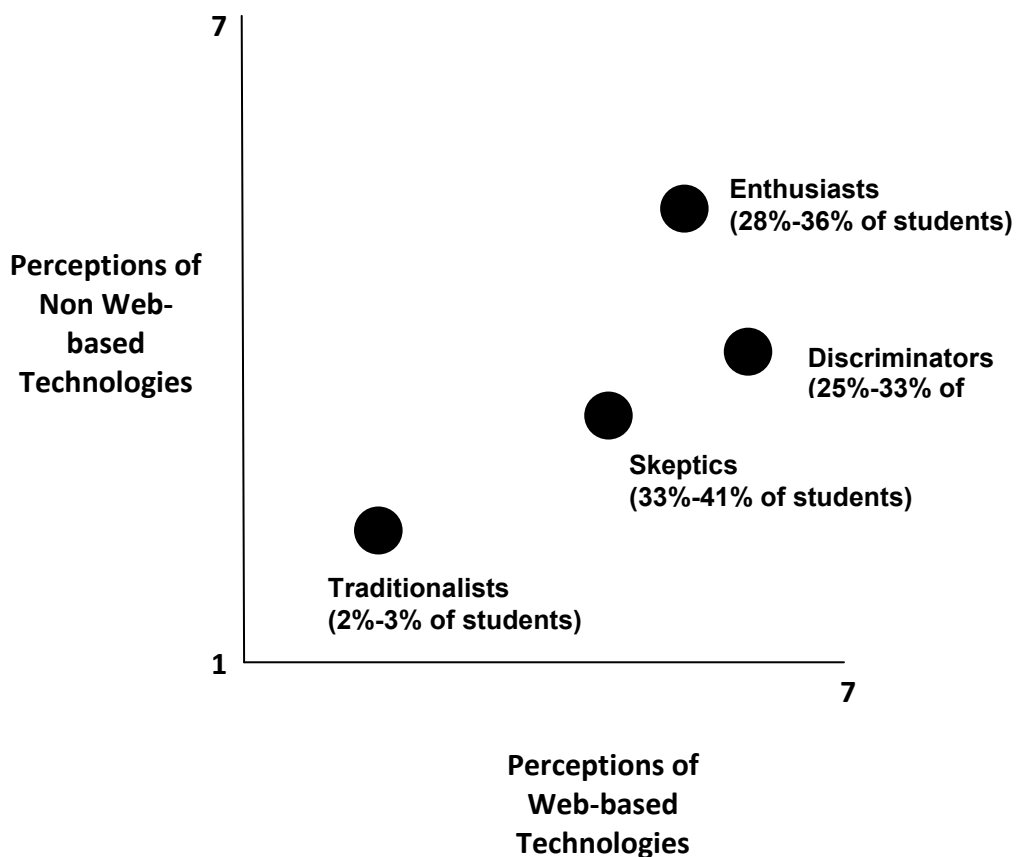 7
Enthusiasts
(28%-36% of students)
Perceptions of
Non Web-
based
Technologies
Discriminators
(25%-33% of
Skeptics
(33%-41% of students)
Traditionalists
(2%-3% of students)
1
7
Perceptions of
Web-based
Technologies